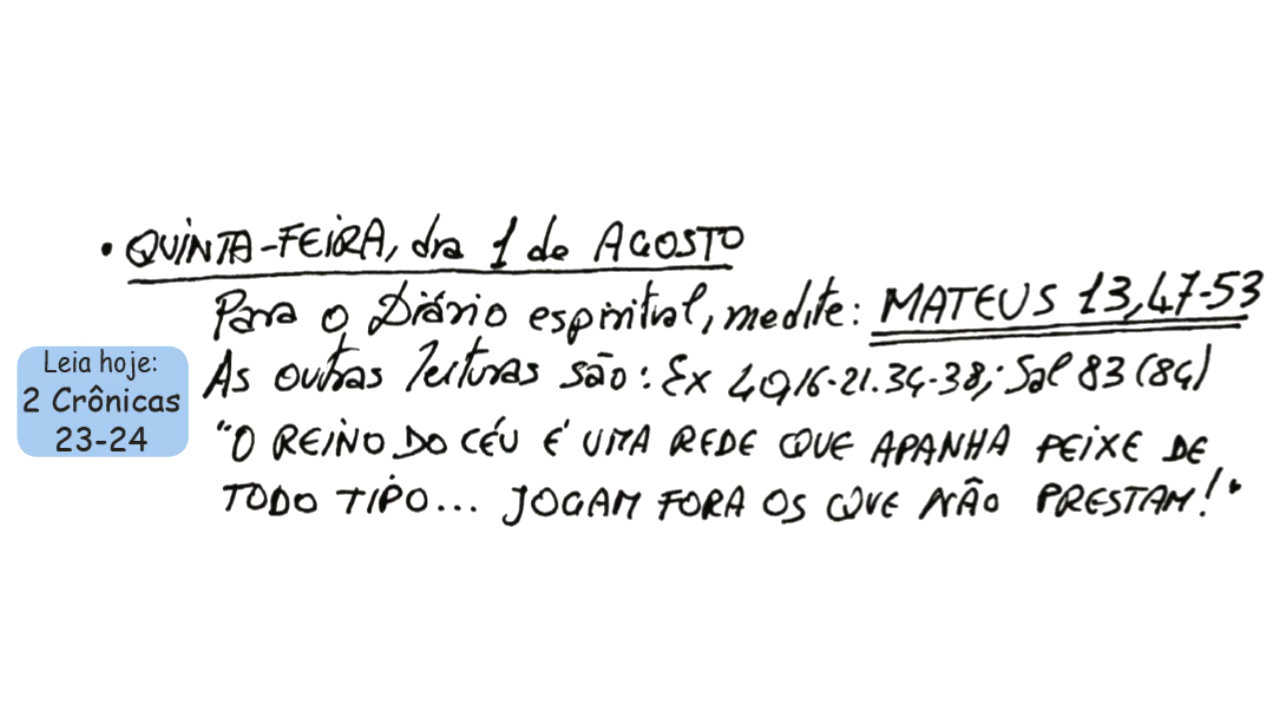 • QUINTA-FEIRA, dia 1 de AGOSTO
Para o Diário espiritual, medite: MATEUS 13,47-53
Leia hoje:
2 Crônicas
23-24
As outras leituras são: Ex 40,16-21.34-38; Sal 83 (84)
"O REINO DO CÉU É UMA REDE QUE APANHA PEIXE DE
TODO TIPO... JOGAM FORA OS QUE NÃO PRESTAM!"